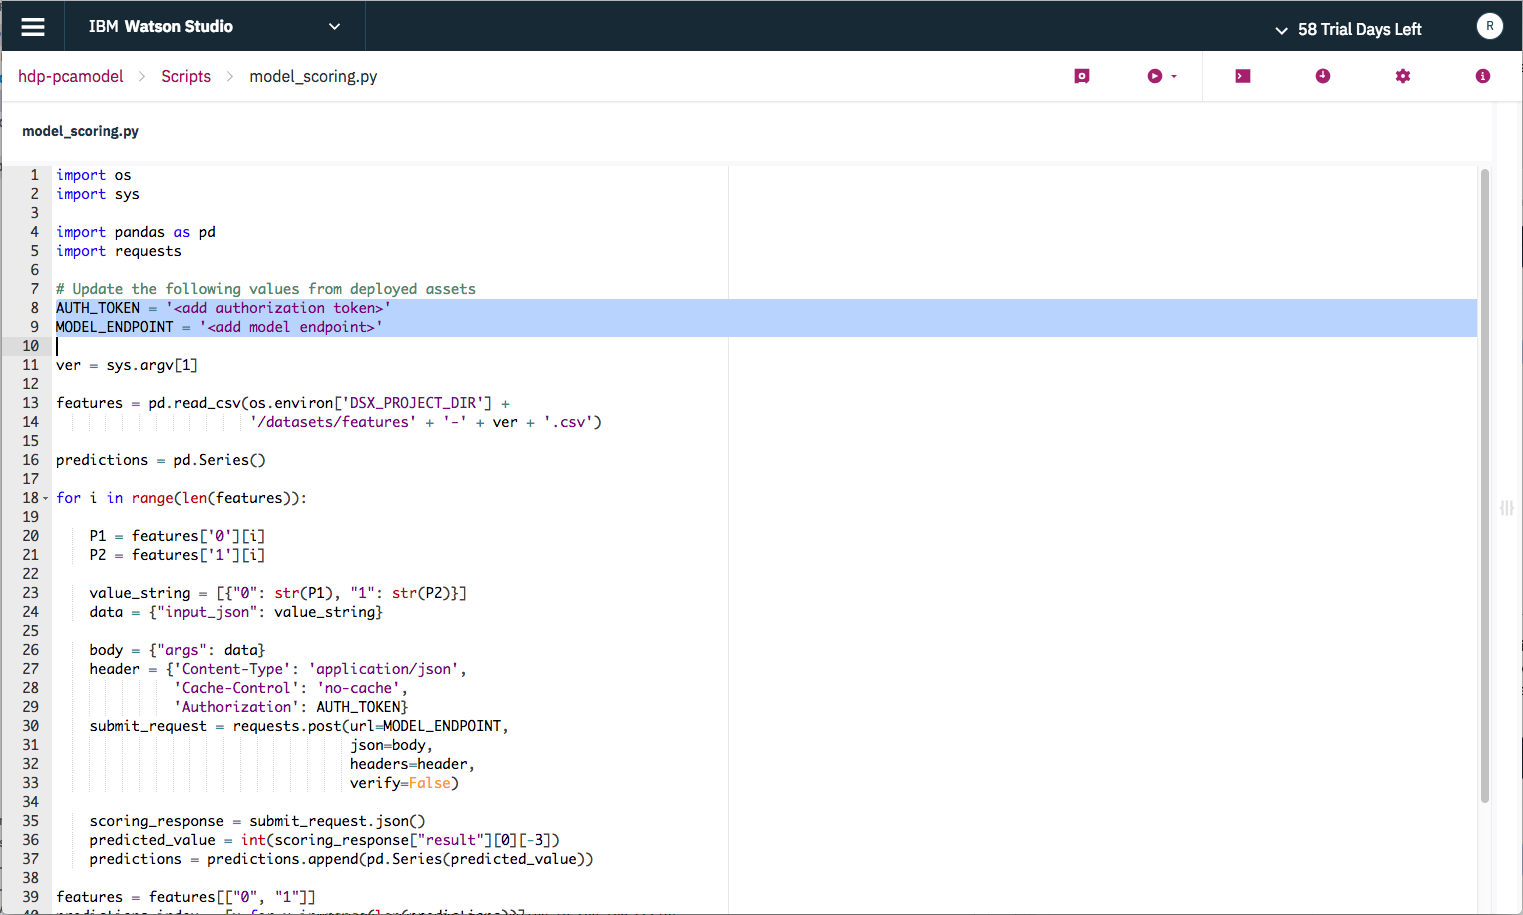 IBM Watson Studio
58 Trial Days Left
R
hdp-pcamodel > Scripts > model_scoring.py
model_scoring.py
1 import os
2 import sys
3
4 import pandas as pd
5 import requests
6
7 # Update the following values from deployed assets
8 AUTH_TOKEN = '<add authorization token>'
9 MODEL_ENDPOINT = '<add model endpoint>'
10
11 ver = sys.argv[1]
12
13 features = pd.read_csv(os.environ['DSX_PROJECT_DIR'] +
14                        '/datasets/features' + '-' + ver + '.csv')
15
16 predictions = pd.Series()
17
18 for i in range(len(features)):
19
20     P1 = features['0'][i]
21     P2 = features['1'][i]
22
23     value_string = [{"0": str(P1), "1": str(P2)}]
24     data = {"input_json": value_string}
25
26     body = {"args": data}
27     header = {'Content-Type': 'application/json',
28               'Cache-Control': 'no-cache',
29               'Authorization': AUTH_TOKEN}
30     submit_request = requests.post(url=MODEL_ENDPOINT,
31                                    json=body,
32                                    headers=header,
33                                    verify=False)
34
35     scoring_response = submit_request.json()
36     predicted_value = int(scoring_response["result"][0][-3])
37     predictions = predictions.append(pd.Series(predicted_value))
38
39 features = features[["0", "1"]]